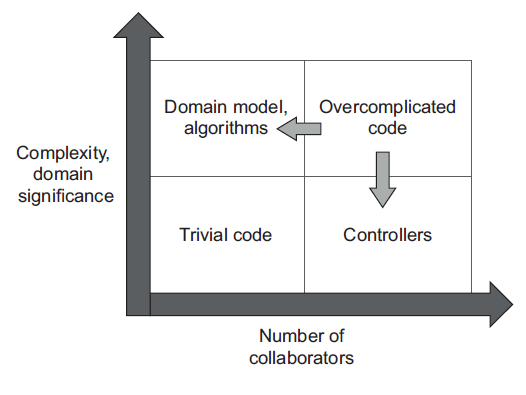 Domain model,
algorithms
Overcomplicated
code
Complexity,
domain
significance
Trivial code
Controllers
Number of
collaborators